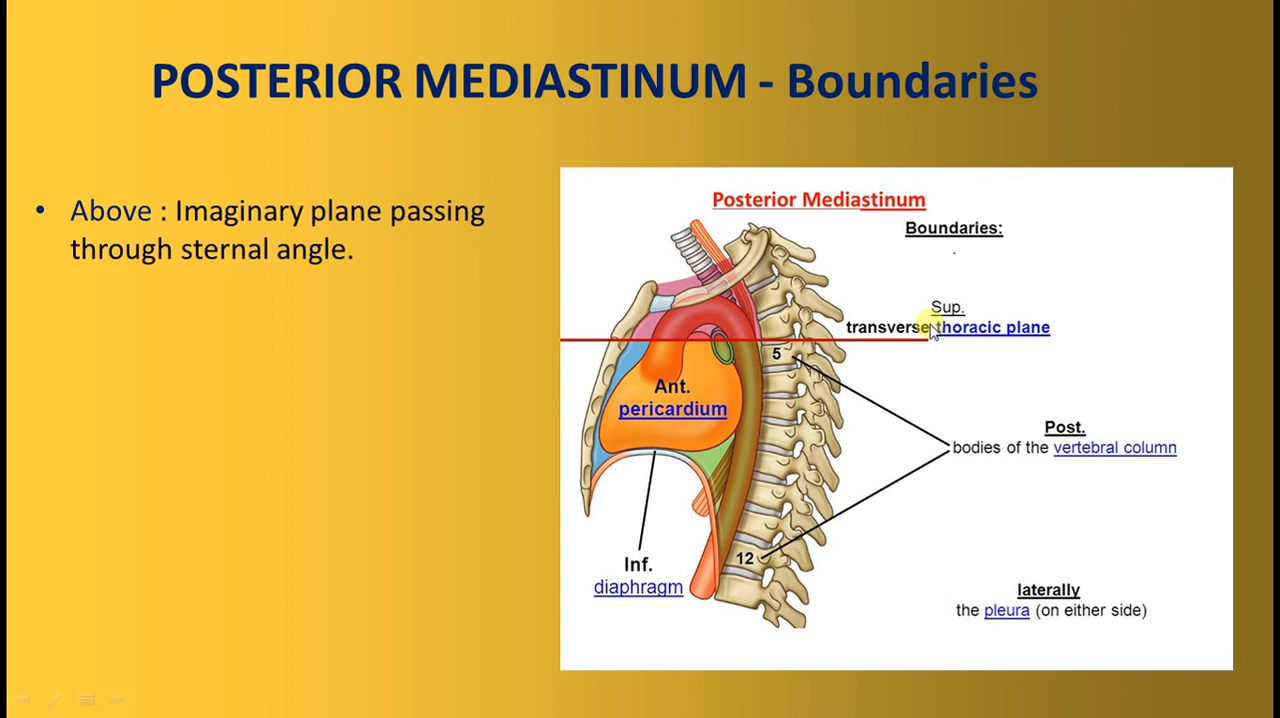 POSTERIOR MEDIASTINUM - Boundaries
• Above : Imaginary plane passing
through sternal angle.
Posterior Mediastinum
Boundaries:
Sup.
transverse thoracic plane
5
Ant.
pericardium
Post.
bodies of the vertebral column
12
Inf.
diaphragm
laterally
the pleura (on either side)